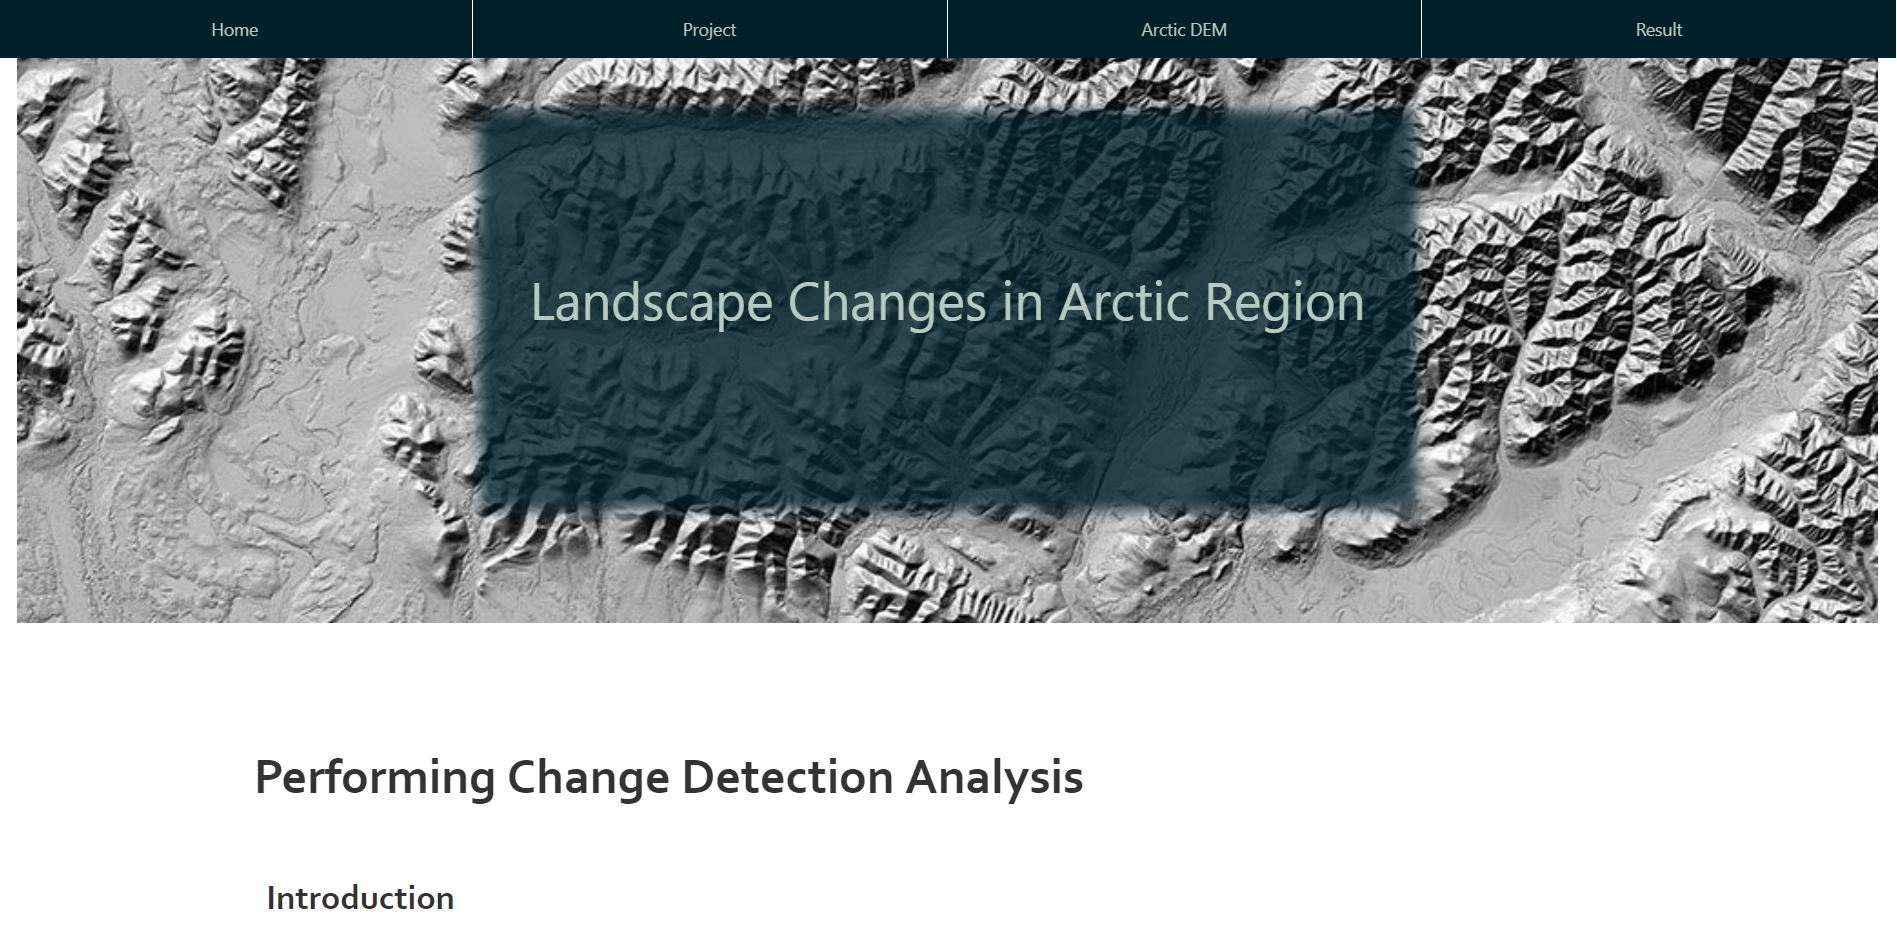 Home
Project
Arctic DEM
Result
Landscape Changes in Arctic Region
Performing Change Detection Analysis
Introduction